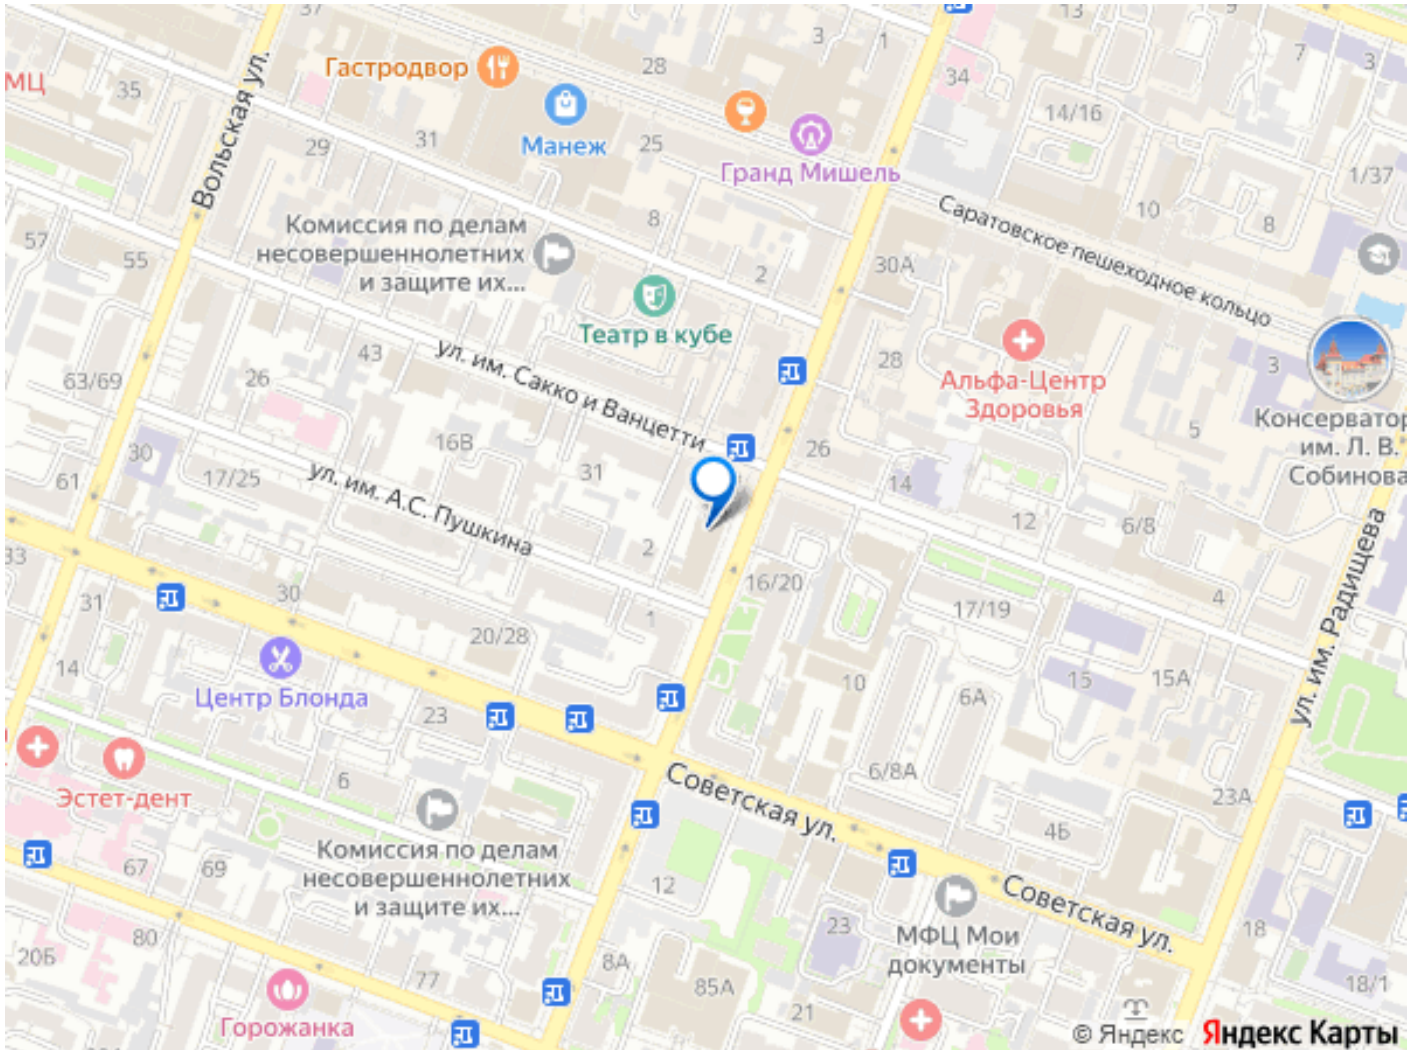 37
13
3
1
7
3
Гастродвор
28
34
МЦ
35
14/16
Вольская ул.
29
31
Манеж
25
Гранд Мишель
1/37
Комиссия по делам
несовершеннолетних
и защите их...
8
Саратовское пешеходное кольцо
10
8
57
55
2
30А
Театр в кубе
43
ул. им. Сакко и Ванцетти
28
Альфа-Центр
Здоровья
3
63/69
26
Консерватор
им. Л. В.
Собинова
5
16В
26
30
17/25
31
61
ул. им. А.С. Пушкина
14
12
6/8
33
2
16/20
31
30
1
17/19
4
ул. им. Радищева
20/28
14
Центр Блонда
10
6А
15
15А
23
6
6/8А
23А
Эстет-дент
Советская ул.
4Б
Комиссия по делам
несовершеннолетних
и защите их...
67
69
12
Советская ул.
23
МФЦ Мои
документы
18
80
20Б
77
8А
85А
18/1
21
Горожанка
© Яндекс Яндекс Карты